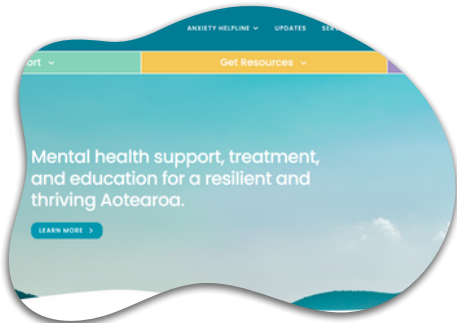 ANXIETY HELPLINE UPDATES
Get Resources
Mental health support, treatment,
and education for a resilient and
thriving Aotearoa.
LEARN MORE